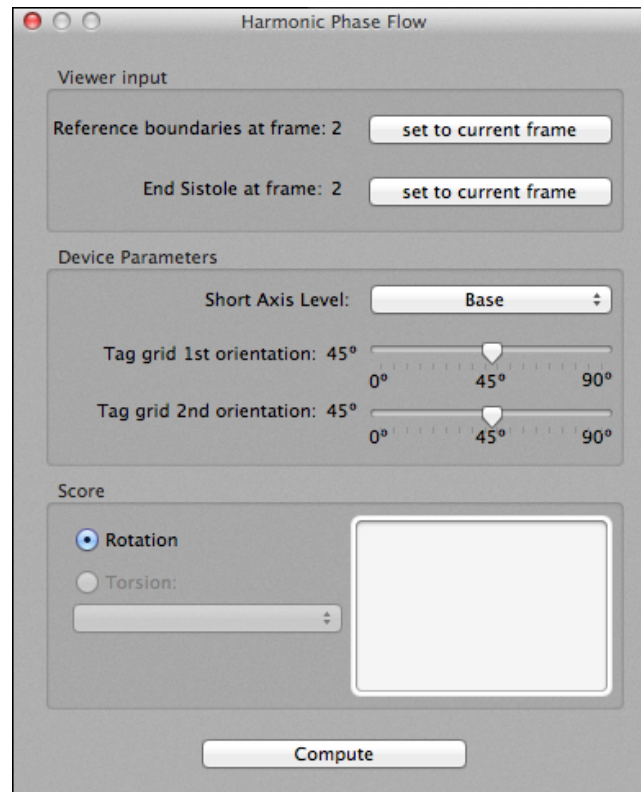 Harmonic Phase Flow
Viewer input
Reference boundaries at frame: 2 set to current frame
End Sistole at frame: 2 set to current frame
Device Parameters
Short Axis Level: Base
Tag grid 1st orientation: 45º
0º 45º 90º
Tag grid 2nd orientation: 45º
0º 45º 90º
Score
Rotation
Torsion:
Compute